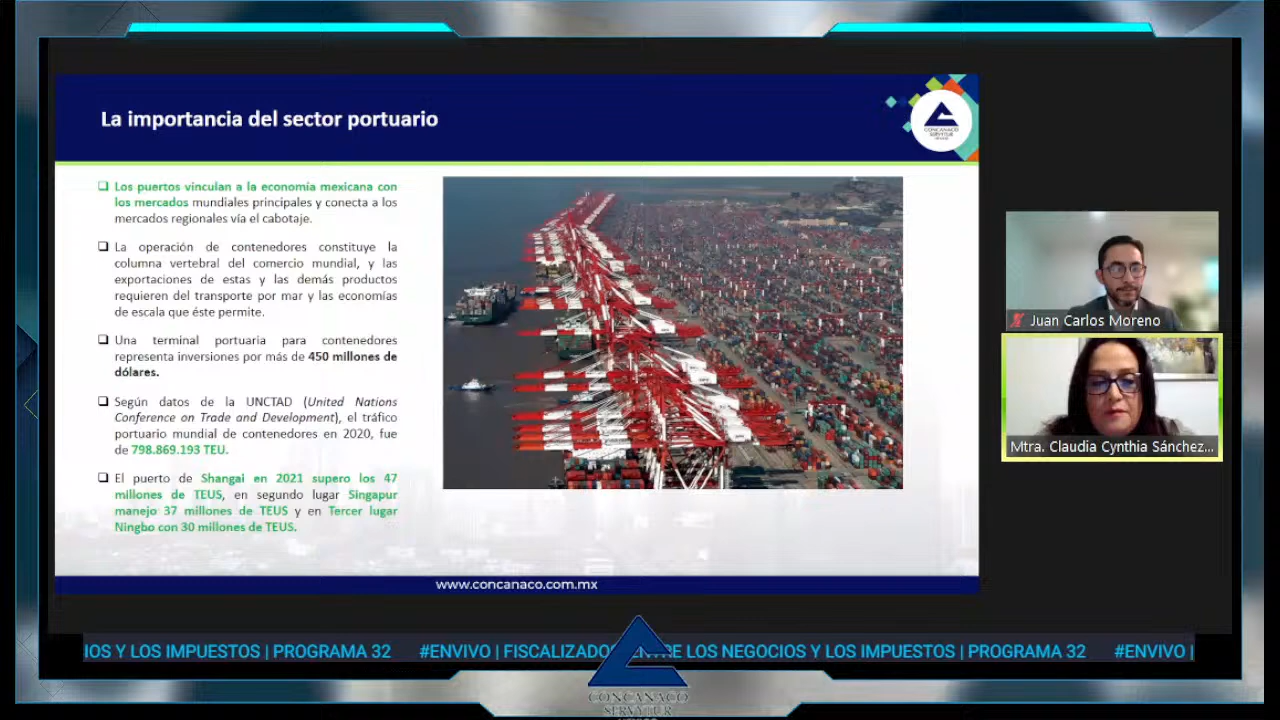 La importancia del sector portuario
CONCANACO
SERVYTUR
Los puertos vinculan a la economía mexicana con
los mercados mundiales principales y conecta a los
mercados regionales vía el cabotaje.
La operación de contenedores constituye la
columna vertebral del comercio mundial, y las
exportaciones de estas y las demás productos
requieren del transporte por mar y las economías
de escala que éste permite.
Una terminal portuaria para contenedores
representa inversiones por más de 450 millones de
dólares.
Según datos de la UNCTAD (United Nations
Conference on Trade and Development), el tráfico
portuario mundial de contenedores en 2020, fue
de 798.869.193 TEU.
El puerto de Shangai en 2021 supero los 47
millones de TEUS, en segundo lugar Singapur
manejo 37 millones de TEUS y en Tercer lugar
Ningbo con 30 millones de TEUS.
www.concanaco.com.mx
Juan Carlos Moreno
Mtra. Claudia Cynthia Sánchez...
IOS Y LOS IMPUESTOS | PROGRAMA 32 #ENVIVO | FISCALIZADOS ENTRE LOS NEGOCIOS Y LOS IMPUESTOS | PROGRAMA 32 #ENVIVO |
CONCANACO
SERVYTUR